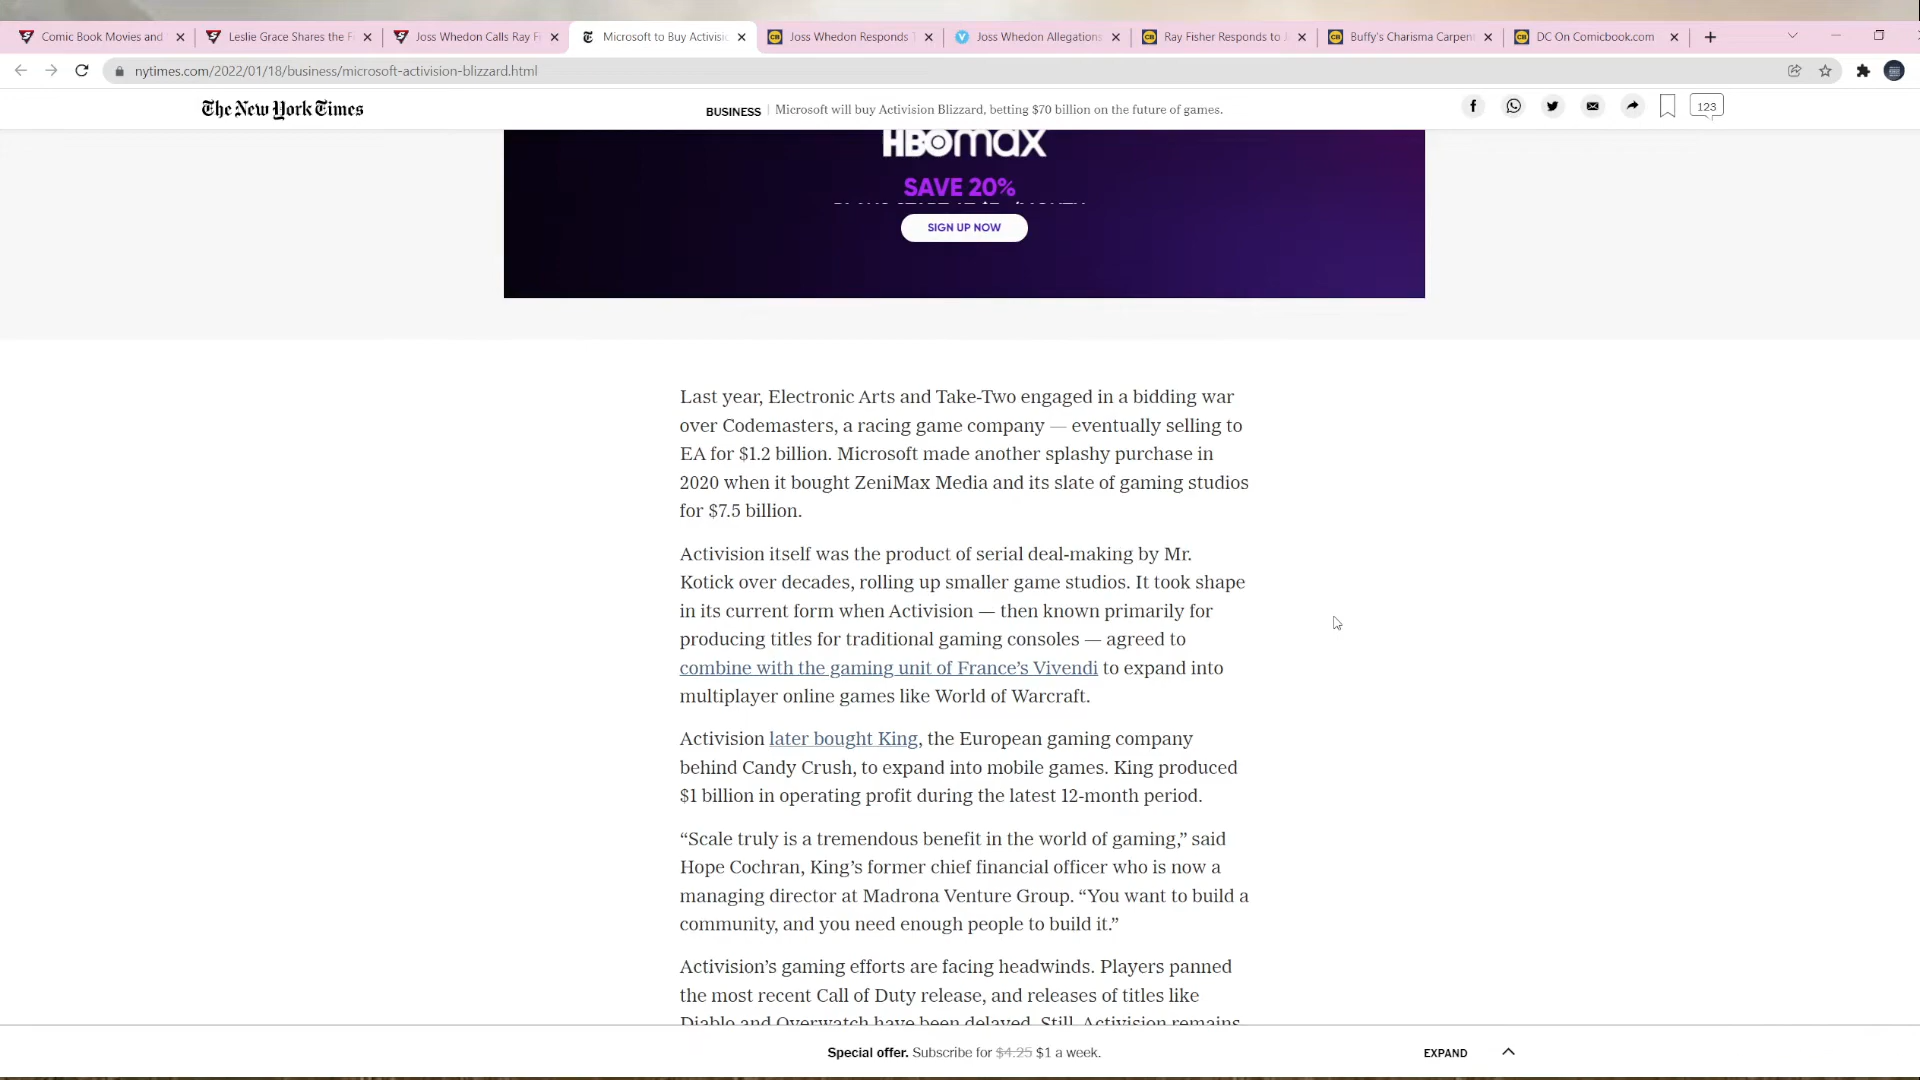 Comic Book Movies and
Leslie Grace Shares the F
Joss Whedon Calls Ray Fi
Microsoft to Buy Activisi
Joss Whedon Responds T
Joss Whedon Allegations
Ray Fisher Responds to J
Buffy's Charisma Carpen
DC On Comicbook.com
nytimes.com/2022/01/18/business/microsoft-activision-blizzard.html
The New York Times
BUSINESS | Microsoft will buy Activision Blizzard, betting $70 billion on the future of games.
123
HBOmax
SAVE 20%
SIGN UP NOW
Last year, Electronic Arts and Take-Two engaged in a bidding war
over Codemasters, a racing game company — eventually selling to
EA for $1.2 billion. Microsoft made another splashy purchase in
2020 when it bought ZeniMax Media and its slate of gaming studios
for $7.5 billion.
Activision itself was the product of serial deal-making by Mr.
Kotick over decades, rolling up smaller game studios. It took shape
in its current form when Activision — then known primarily for
producing titles for traditional gaming consoles — agreed to
combine with the gaming unit of France’s Vivendi to expand into
multiplayer online games like World of Warcraft.
Activision later bought King, the European gaming company
behind Candy Crush, to expand into mobile games. King produced
$1 billion in operating profit during the latest 12-month period.
“Scale truly is a tremendous benefit in the world of gaming,” said
Hope Cochran, King’s former chief financial officer who is now a
managing director at Madrona Venture Group. “You want to build a
community, and you need enough people to build it.”
Activision’s gaming efforts are facing headwinds. Players panned
the most recent Call of Duty release, and releases of titles like
Diablo and Overwatch have been delayed. Still, Activision remains
Special offer. Subscribe for $4.25 $1 a week.
EXPAND